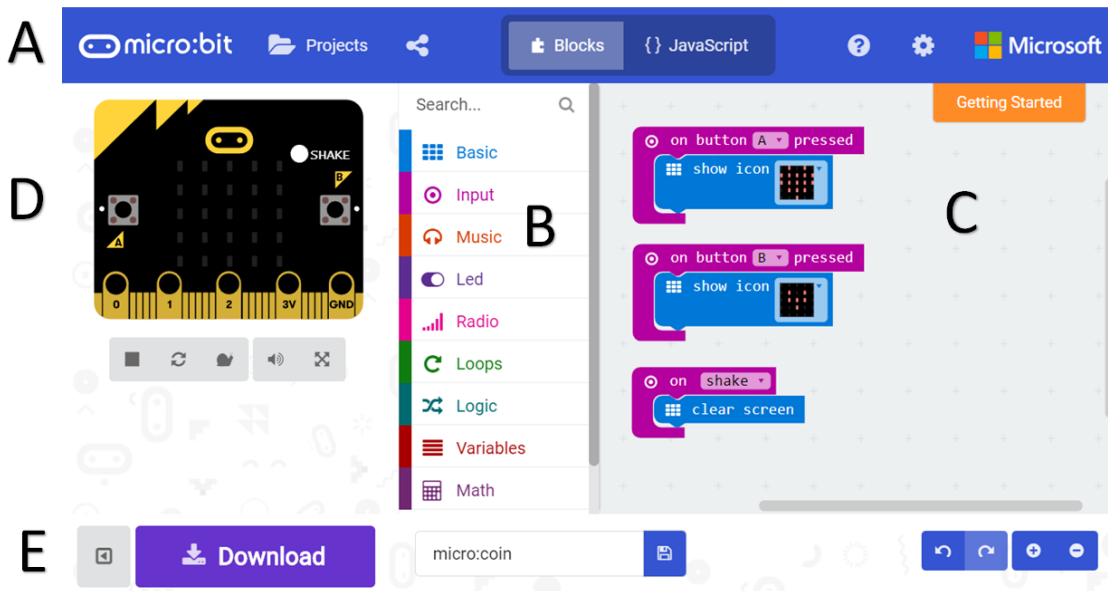 A
micro:bit
Projects
Blocks
{} JavaScript
?
Microsoft
Search...
Getting Started
Basic
Input
Music
Led
Radio
Loops
Logic
Variables
Math
B
on button A pressed
show icon
on button B pressed
show icon
on shake
clear screen
C
D
SHAKE
B
A
0 1 2 3V GND
E
Download
micro:coin